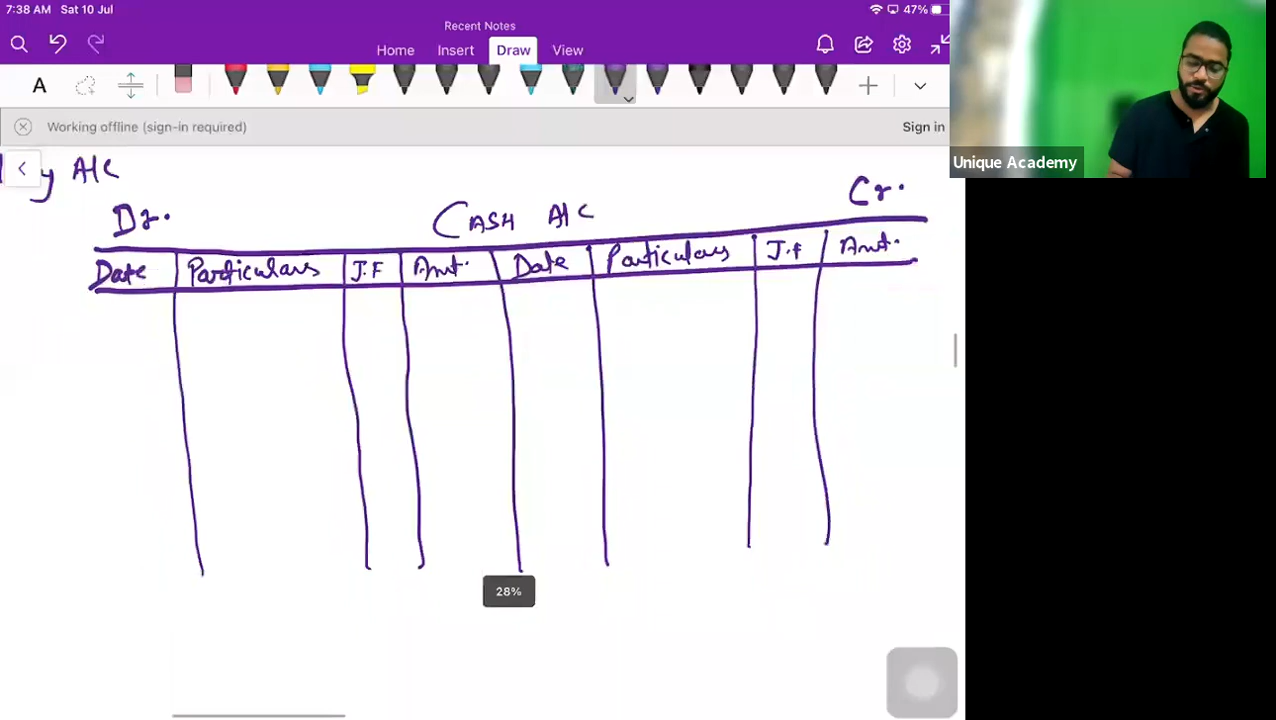 7:38 AM Sat 10 Jul
47%
Recent Notes
Home Insert Draw View
A
Working offline (sign-in required)
Sign in
Unique Academy
y A/C
Dr. CASH A/C Cr.
Date Particulars J.F Amt. Date Particulars J.F Amt.
28%